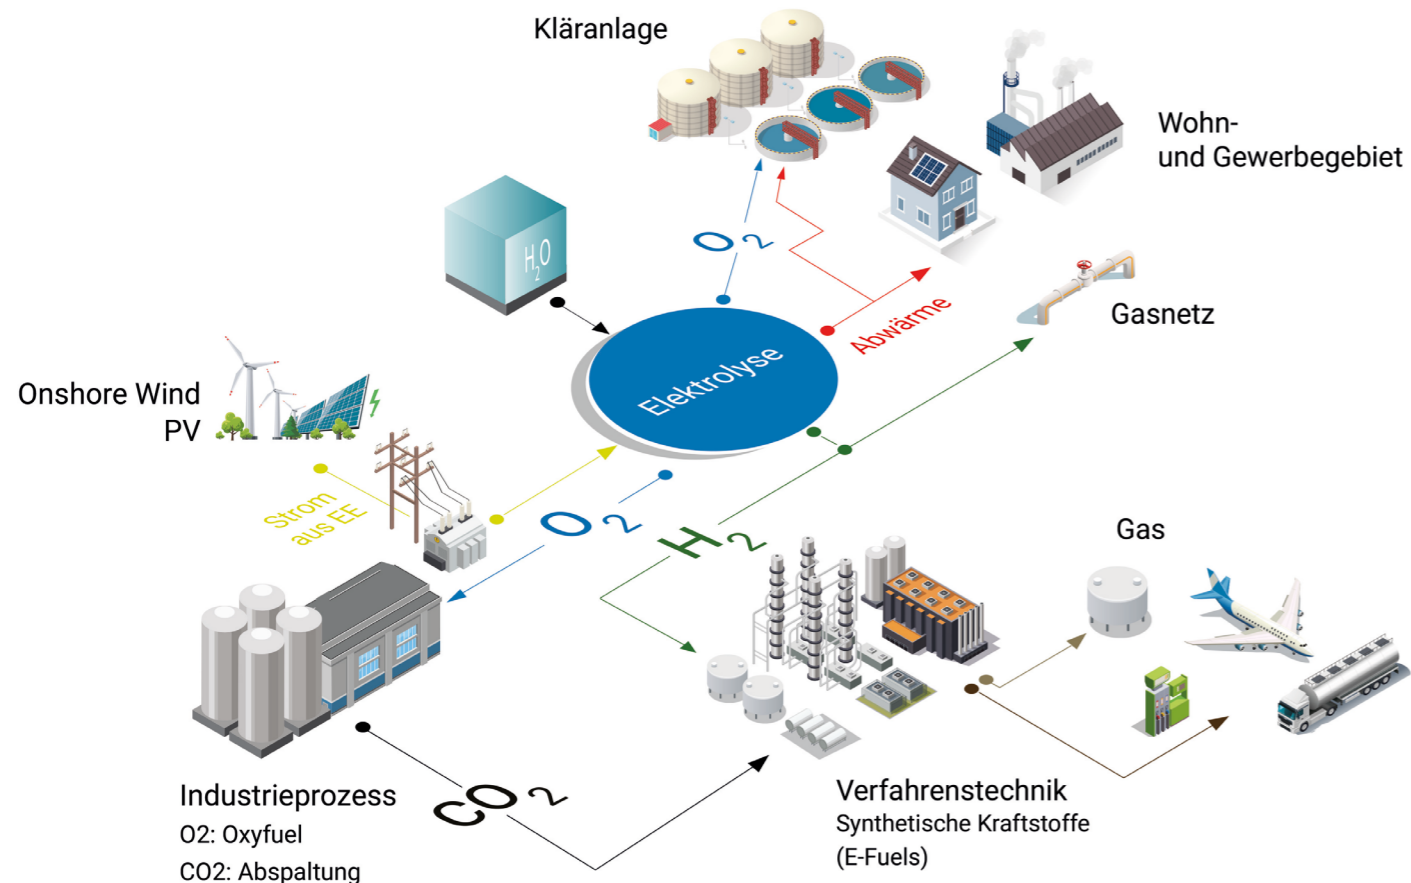 Kläranlage
Wohn-
und Gewerbegebiet
H2O
O2
Abwärme
Gasnetz
Elektrolyse
Onshore Wind
PV
Strom
aus EE
O2
H2
Gas
Industrieprozess
O2: Oxyfuel
CO2: Abspaltung
CO2
Verfahrenstechnik
Synthetische Kraftstoffe
(E-Fuels)